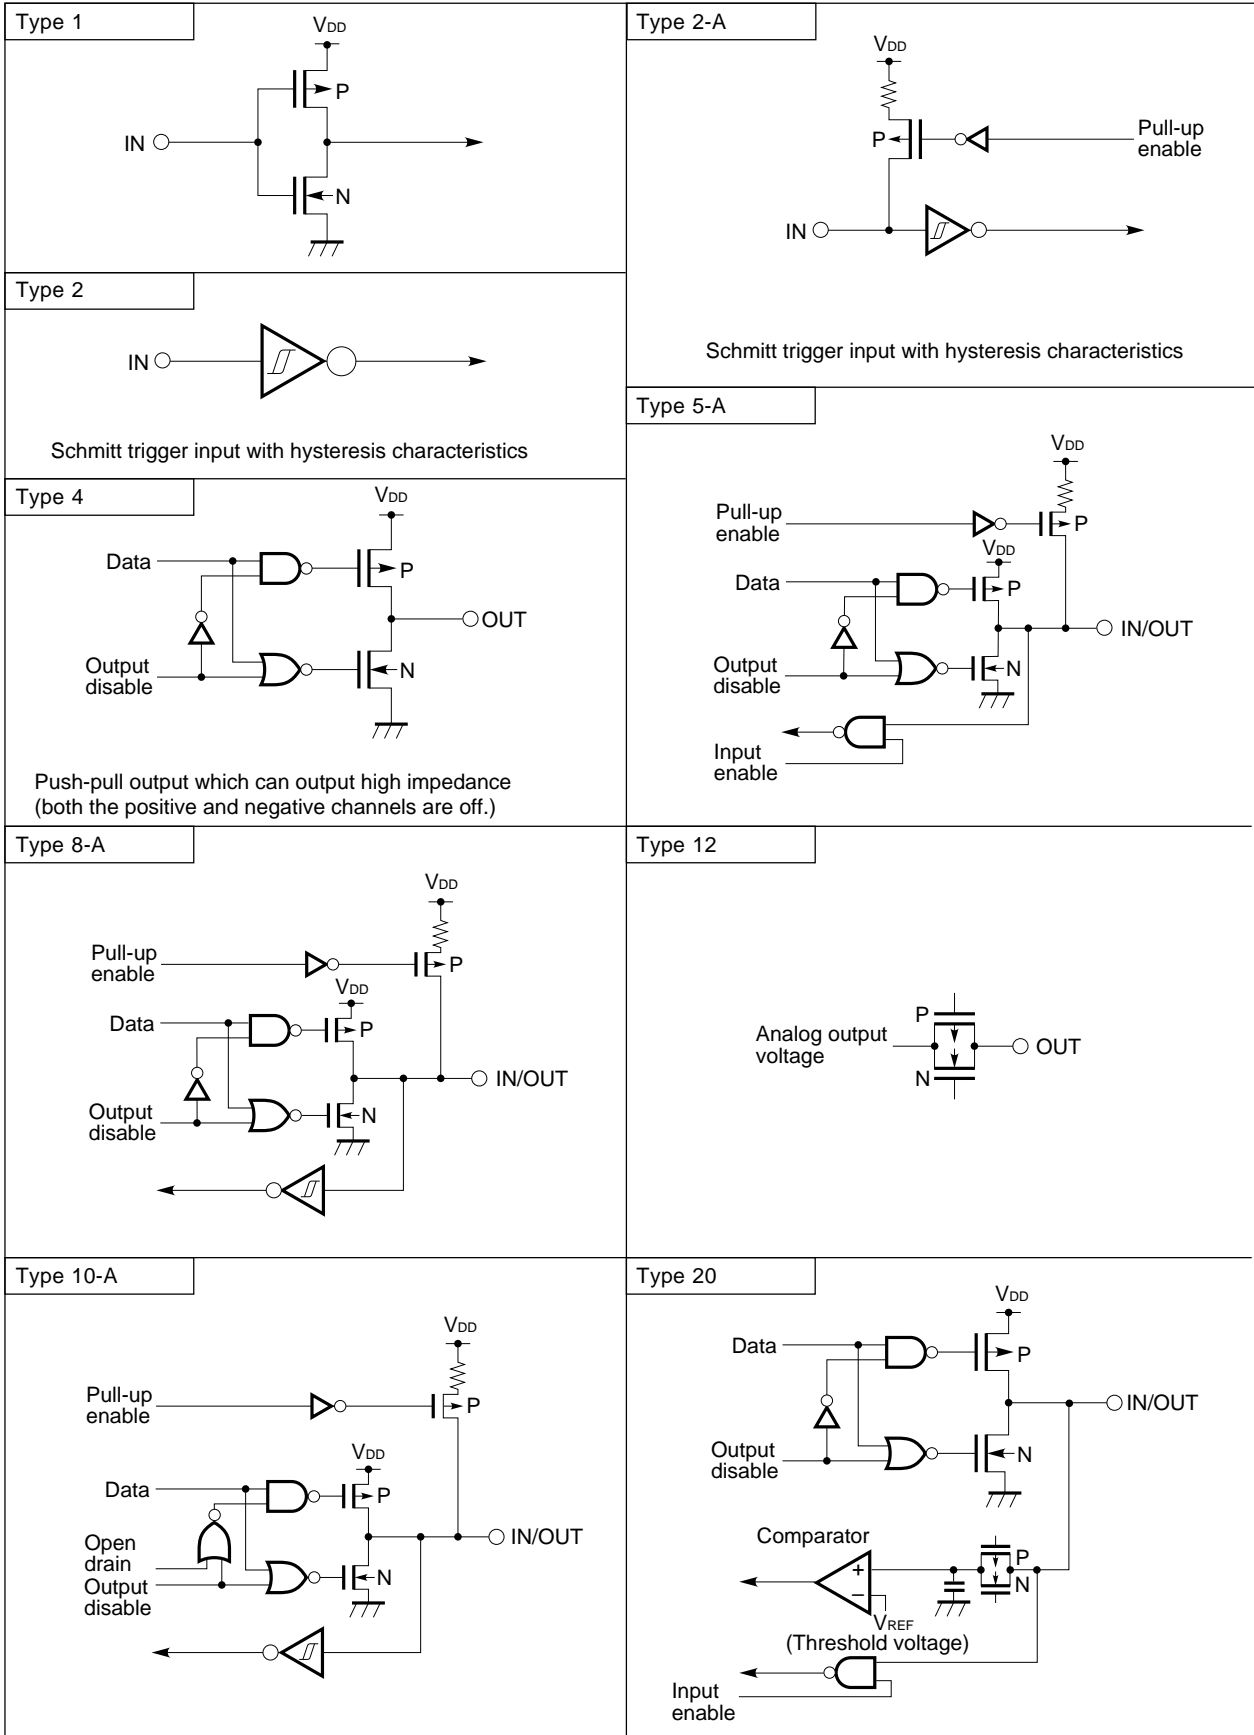 Type 1
VDD
P
IN
N
Type 2
IN
Schmitt trigger input with hysteresis characteristics
Type 4
VDD
Data
P
OUT
Output
disable
N
Push-pull output which can output high impedance
(both the positive and negative channels are off.)
Type 2-A
VDD
P
Pull-up
enable
IN
Schmitt trigger input with hysteresis characteristics
Type 5-A
VDD
Pull-up
enable
P
VDD
Data
P
IN/OUT
Output
disable
N
Input
enable
Type 8-A
VDD
Pull-up
enable
P
VDD
Data
P
IN/OUT
Output
disable
N
Type 12
P
Analog output
voltage
OUT
N
Type 10-A
VDD
Pull-up
enable
P
VDD
Data
P
IN/OUT
Open
drain
Output
disable
N
Type 20
VDD
Data
P
IN/OUT
Output
disable
N
Comparator
P
N
+
−
VREF
(Threshold voltage)
Input
enable